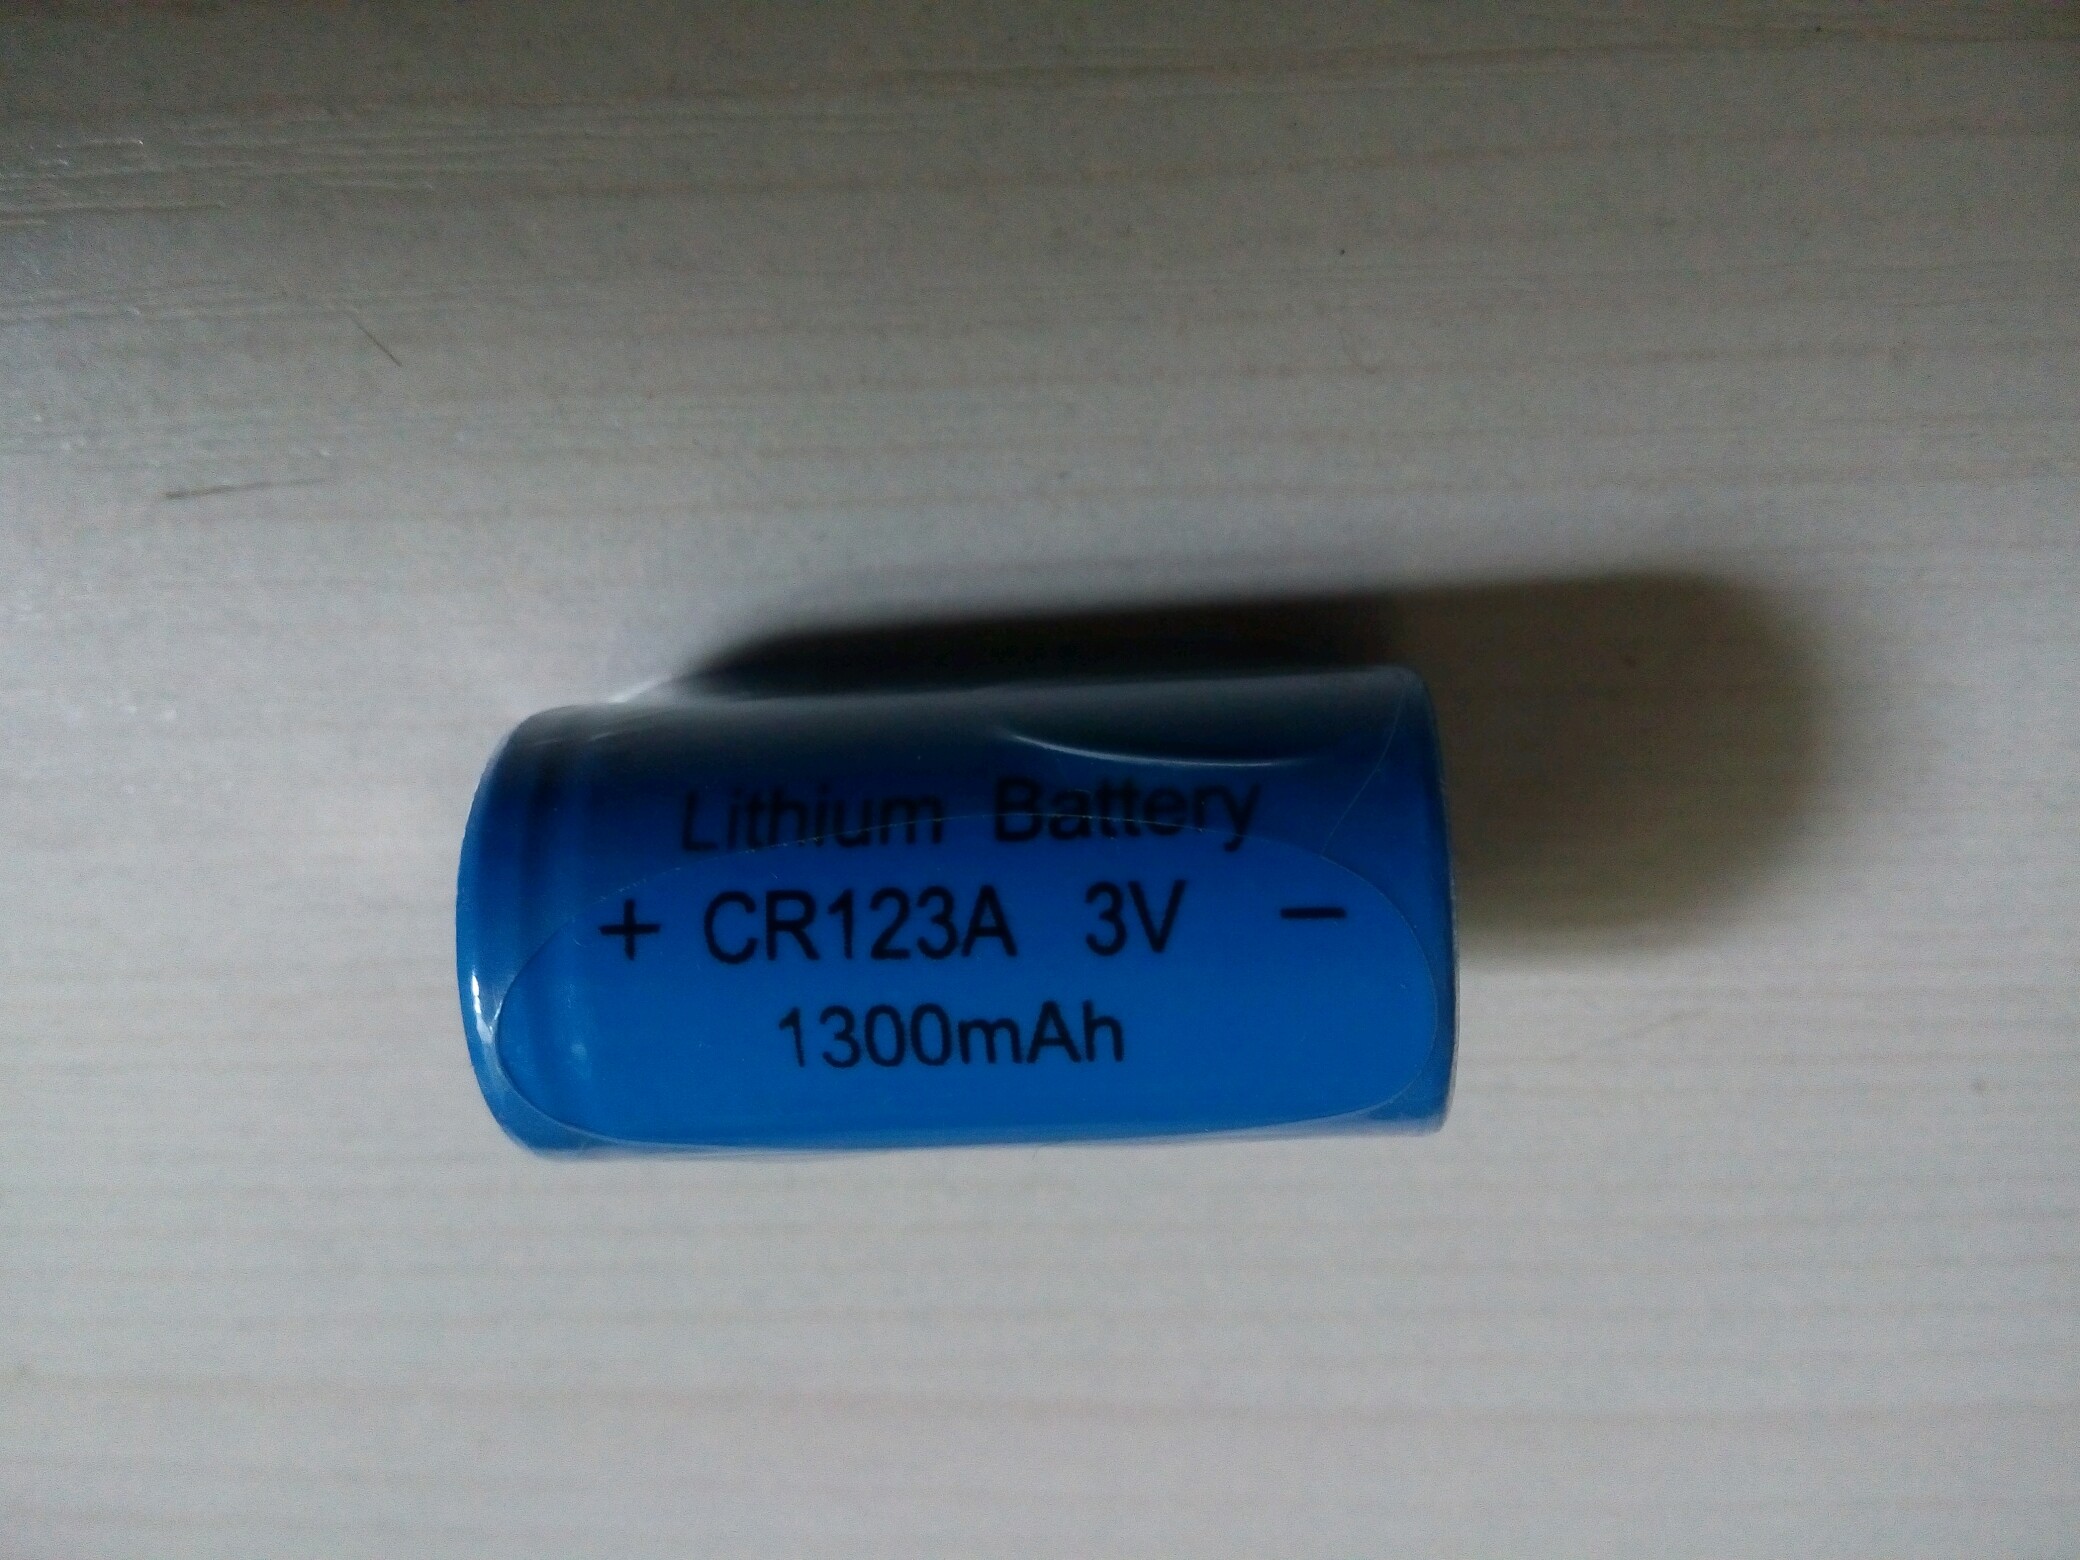 Lithium Battery
+ CR123A 3V −
1300mAh